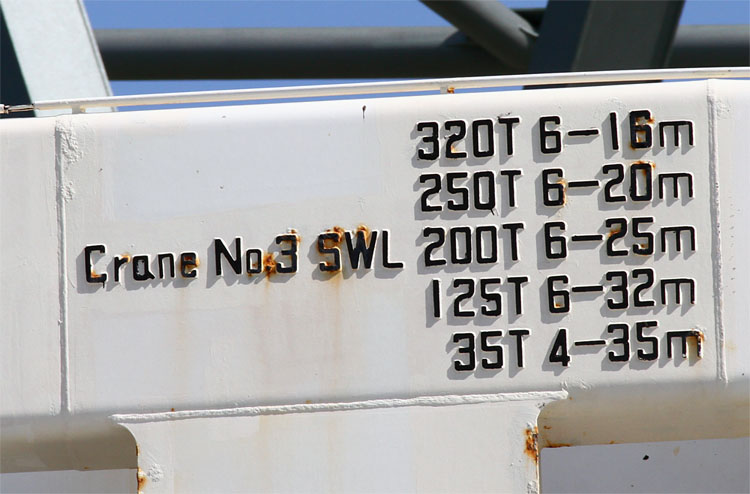 320T 6-16m
250T 6-20m
Crane No3 SWL 200T 6-25m
125T 6-32m
35T 4-35m